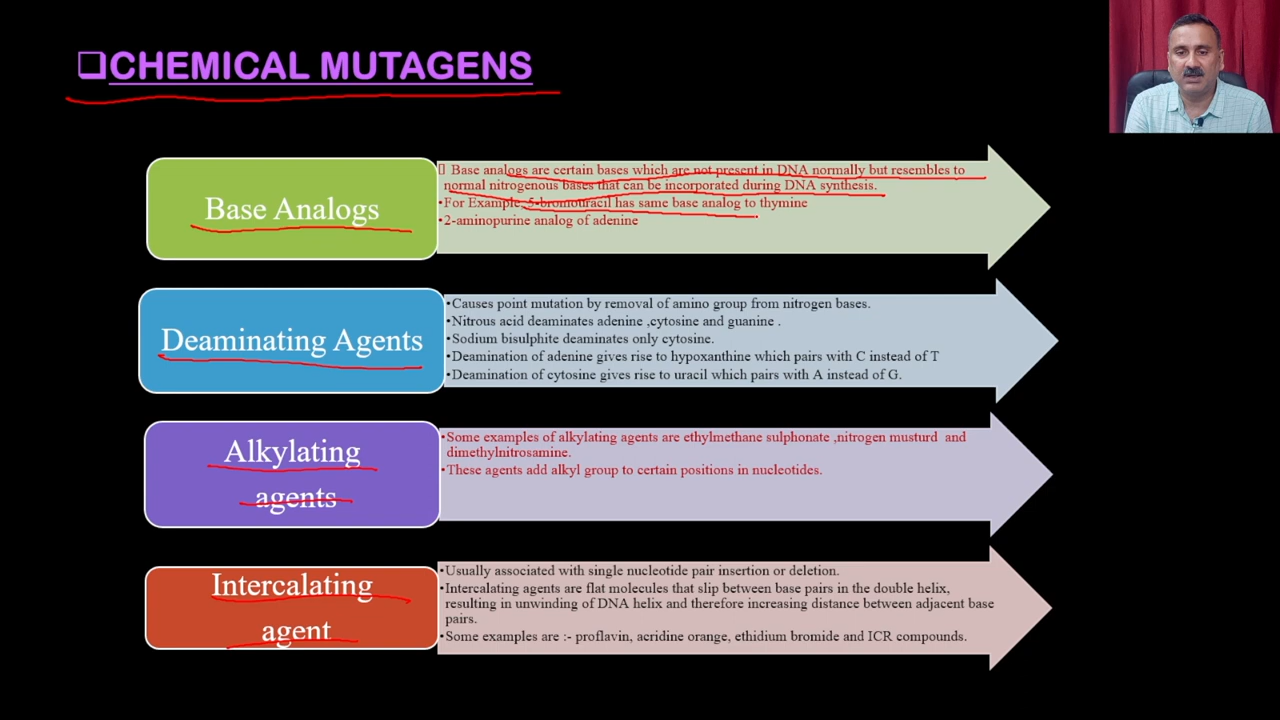 ❑CHEMICAL MUTAGENS
Base Analogs
▯ Base analogs are certain bases which are not present in DNA normally but resembles to
normal nitrogenous bases that can be incorporated during DNA synthesis.
•For Example, 5-bromouracil has same base analog to thymine
•2-aminopurine analog of adenine
Deaminating Agents
•Causes point mutation by removal of amino group from nitrogen bases.
•Nitrous acid deaminates adenine ,cytosine and guanine .
•Sodium bisulphite deaminates only cytosine.
•Deamination of adenine gives rise to hypoxanthine which pairs with C instead of T
•Deamination of cytosine gives rise to uracil which pairs with A instead of G.
Alkylating
agents
•Some examples of alkylating agents are ethylmethane sulphonate ,nitrogen musturd and
dimethylnitrosamine.
•These agents add alkyl group to certain positions in nucleotides.
Intercalating
agent
•Usually associated with single nucleotide pair insertion or deletion.
•Intercalating agents are flat molecules that slip between base pairs in the double helix,
resulting in unwinding of DNA helix and therefore increasing distance between adjacent base
pairs.
•Some examples are :- proflavin, acridine orange, ethidium bromide and ICR compounds.